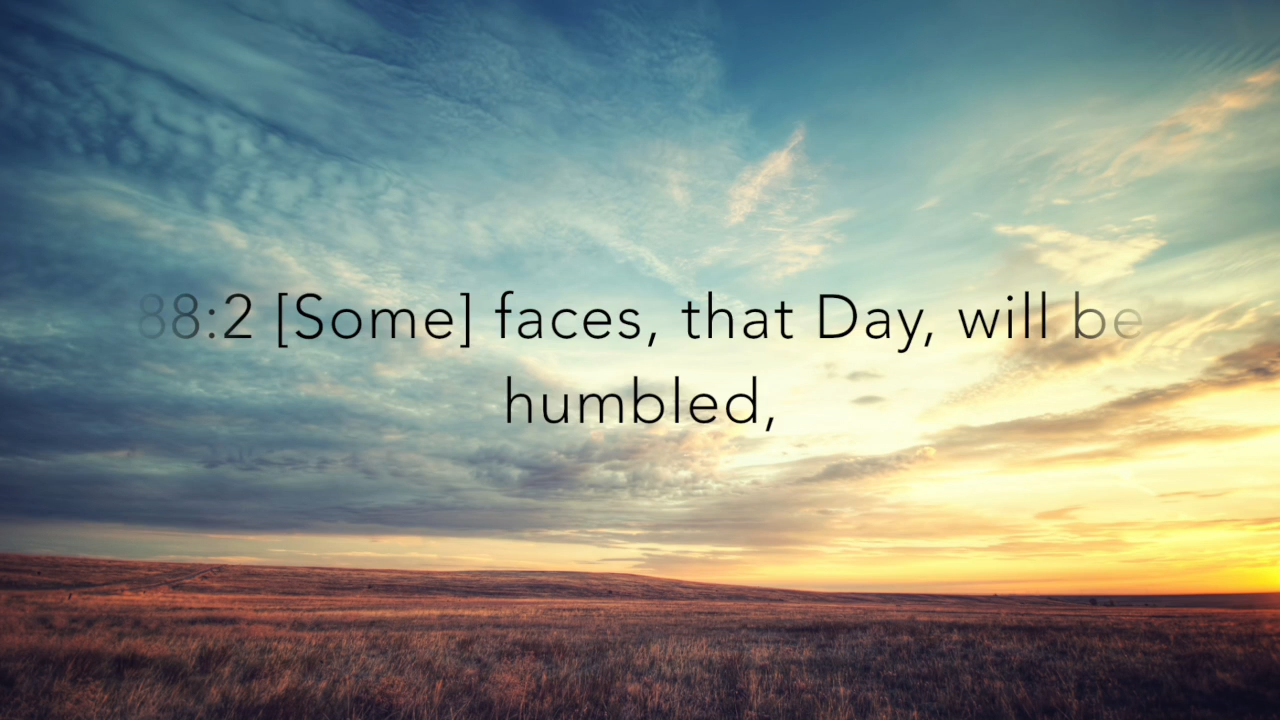 88:2 [Some] faces, that Day, will be
humbled,